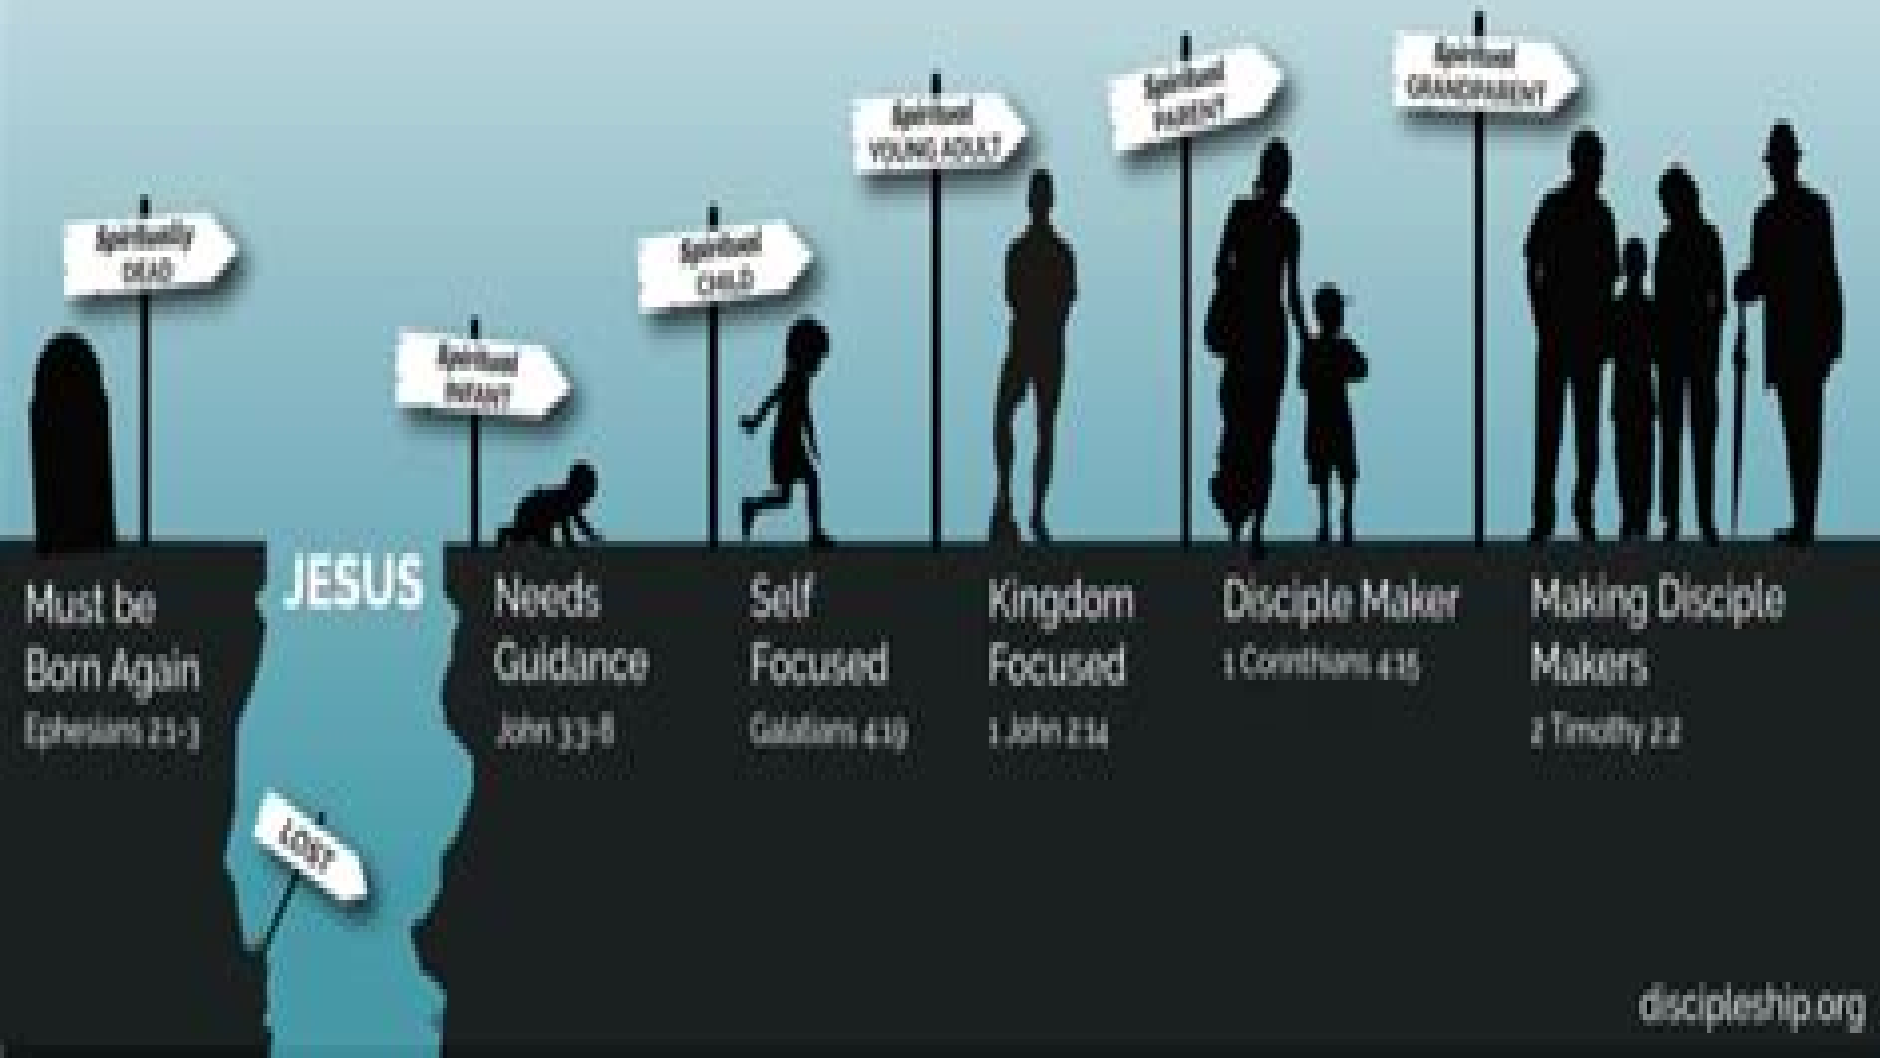 Spiritually
DEAD
Spiritual
INFANT
Spiritual
CHILD
Spiritual
YOUNG ADULT
Spiritual
PARENT
Spiritual
GRANDPARENT
JESUS
LOST
Must be
Born Again
Ephesians 2:1-3
Needs
Guidance
John 3:3-8
Self
Focused
Galatians 4:19
Kingdom
Focused
1 John 2:14
Disciple Maker
1 Corinthians 4:15
Making Disciple
Makers
2 Timothy 2:2
discipleship.org